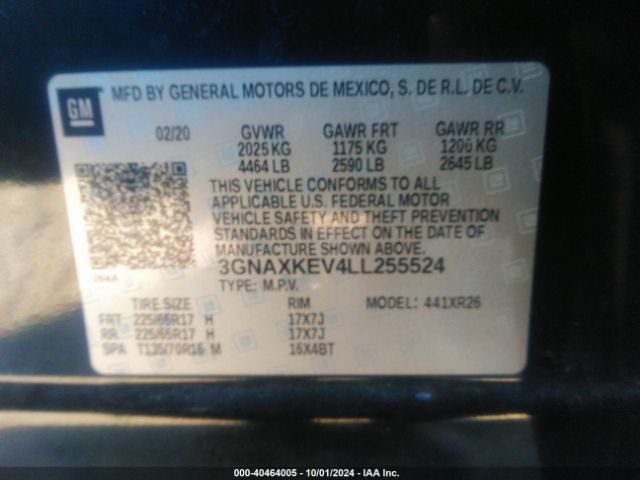 GM
MFD BY GENERAL MOTORS DE MEXICO, S. DE R.L. DE C.V.
02/20 GVWR GAWR FRT GAWR RR
2025 KG 1175 KG 1206 KG
4464 LB 2590 LB 2645 LB
THIS VEHICLE CONFORMS TO ALL
APPLICABLE U.S. FEDERAL MOTOR
VEHICLE SAFETY AND THEFT PREVENTION
STANDARDS IN EFFECT ON THE DATE OF
MANUFACTURE SHOWN ABOVE.
3GNAXKEV4LL255524
TYPE: M.P.V.
TIRE SIZE RIM MODEL: 441XR26
FRT 225/65R17 H 17X7J
RR 225/65R17 H 17X7J
SPA T135/70R16 M 16X4BT
000-40464005 - 10/01/2024 - IAA Inc.